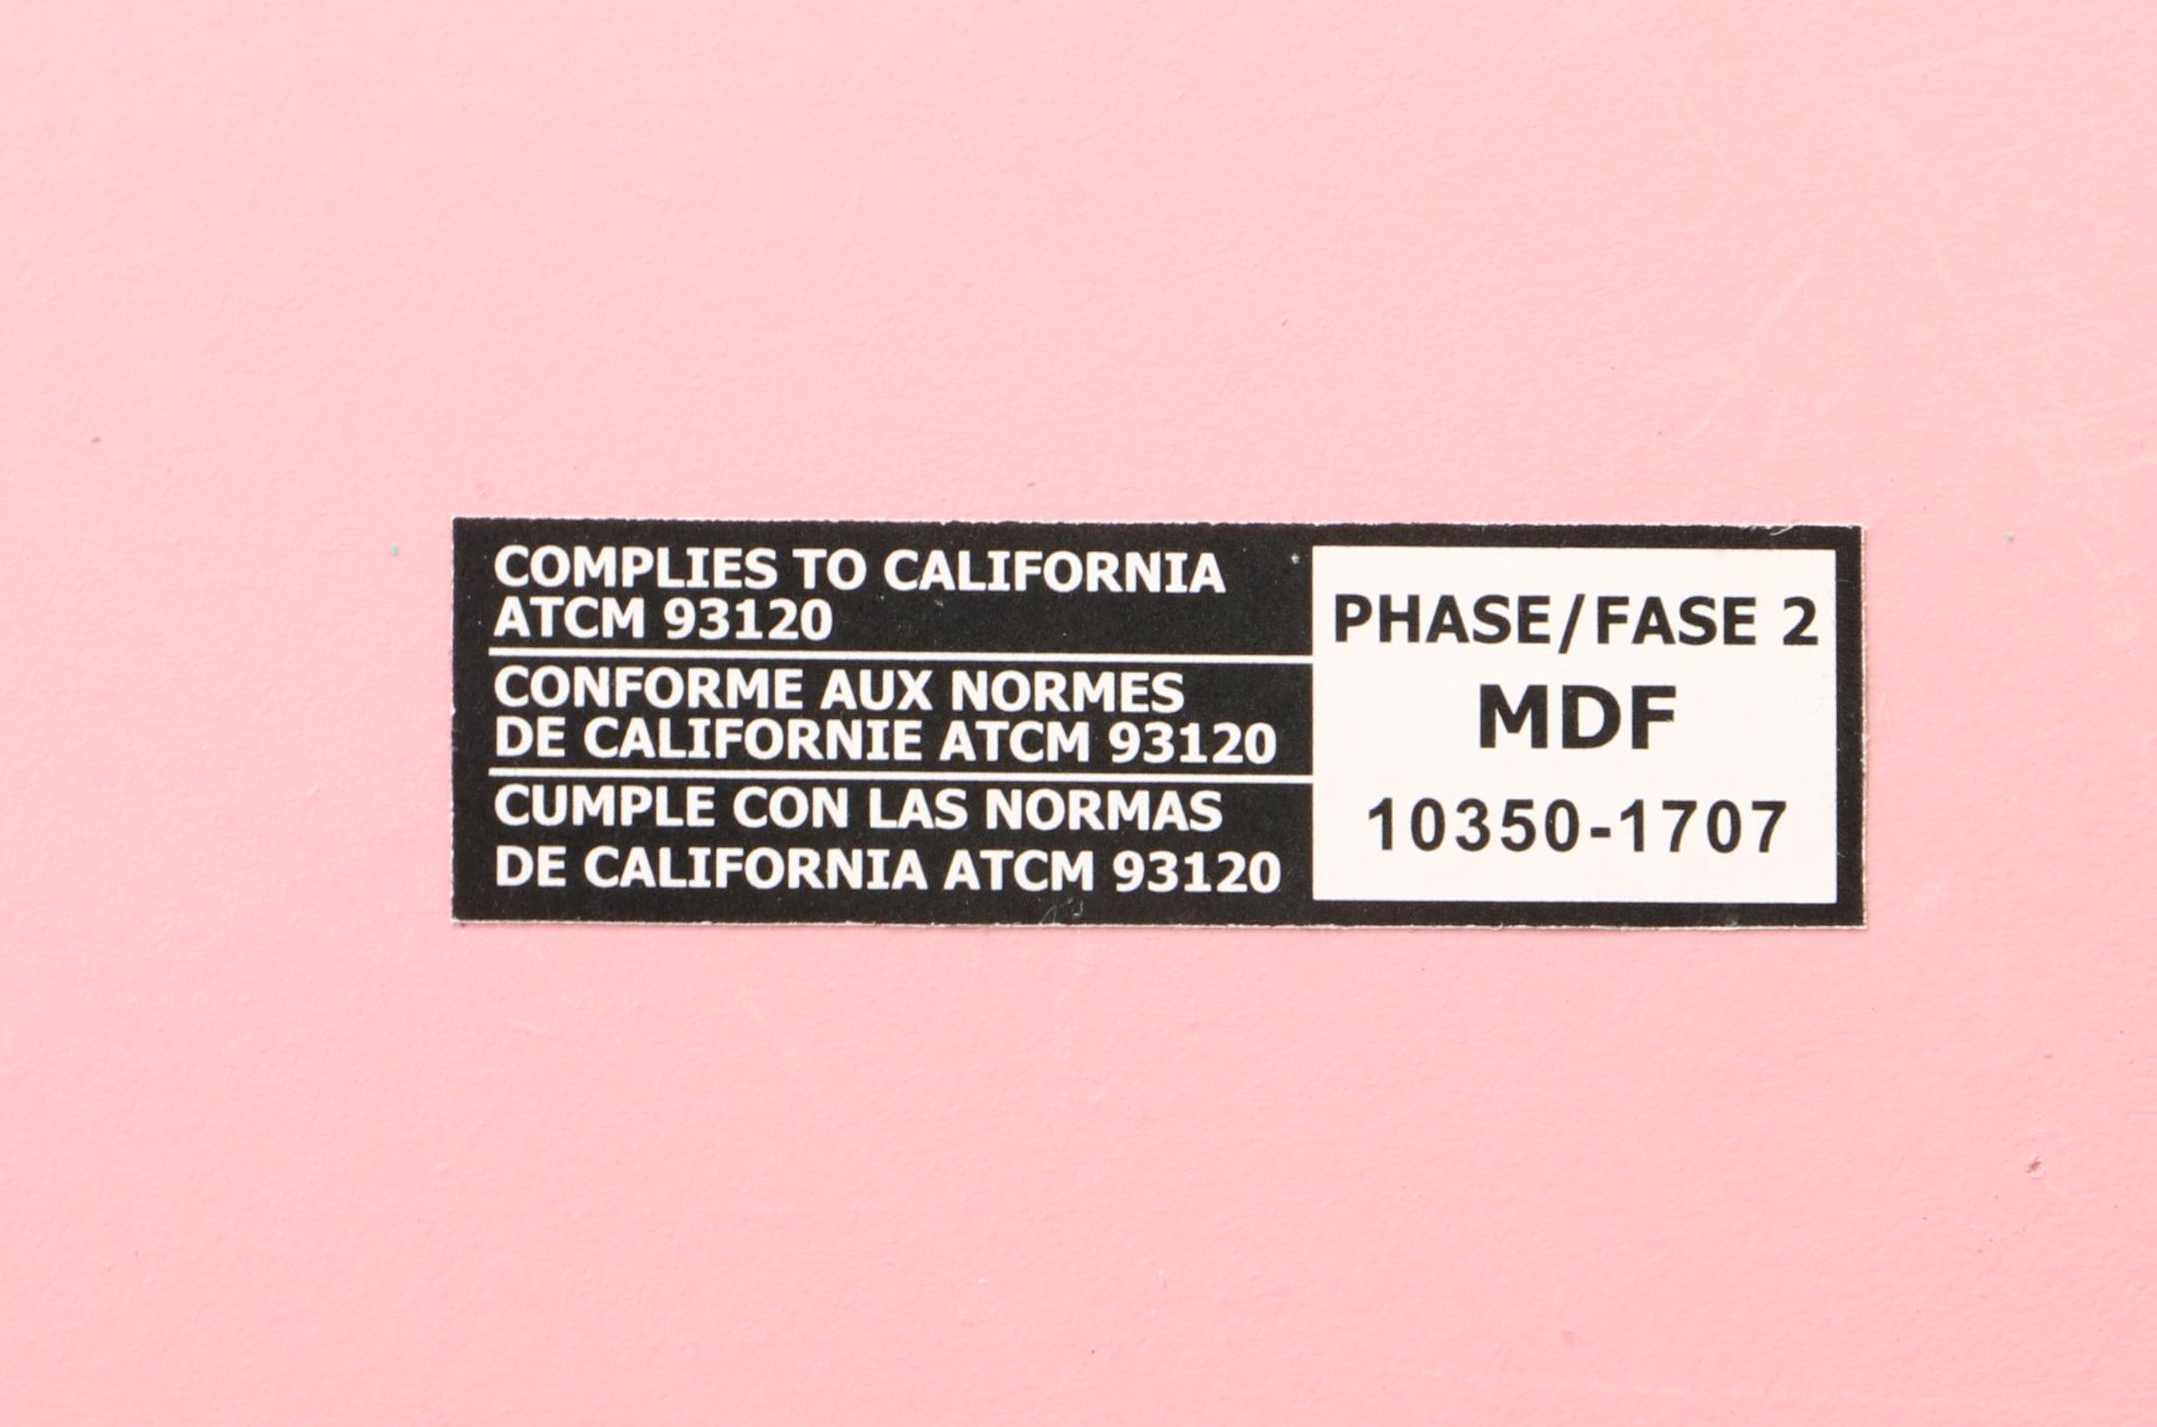 COMPLIES TO CALIFORNIA
ATCM 93120
CONFORME AUX NORMES
DE CALIFORNIE ATCM 93120
CUMPLE CON LAS NORMAS
DE CALIFORNIA ATCM 93120
PHASE/FASE 2
MDF
10350-1707